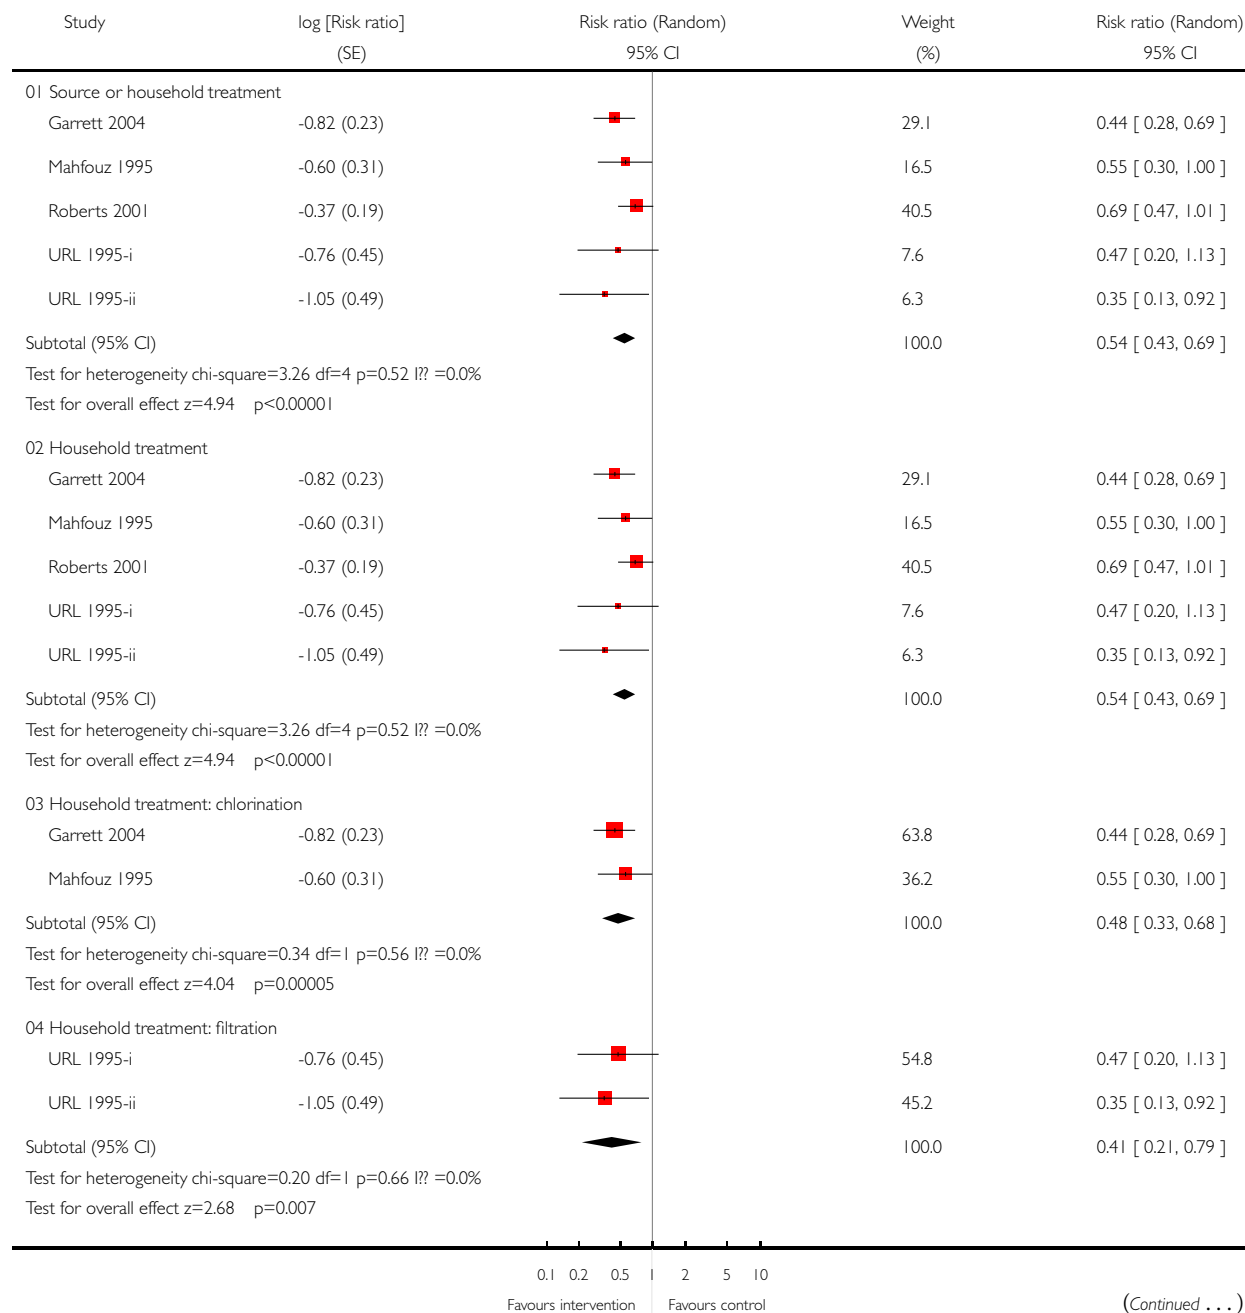 Study log [Risk ratio] Risk ratio (Random) Weight Risk ratio (Random)
(SE) 95% CI (%) 95% CI
01 Source or household treatment
Garrett 2004 -0.82 (0.23) 29.1 0.44 [ 0.28, 0.69 ]
Mahfouz 1995 -0.60 (0.31) 16.5 0.55 [ 0.30, 1.00 ]
Roberts 2001 -0.37 (0.19) 40.5 0.69 [ 0.47, 1.01 ]
URL 1995-i -0.76 (0.45) 7.6 0.47 [ 0.20, 1.13 ]
URL 1995-ii -1.05 (0.49) 6.3 0.35 [ 0.13, 0.92 ]
Subtotal (95% CI) 100.0 0.54 [ 0.43, 0.69 ]
Test for heterogeneity chi-square=3.26 df=4 p=0.52 I?? =0.0%
Test for overall effect z=4.94 p<0.00001
02 Household treatment
Garrett 2004 -0.82 (0.23) 29.1 0.44 [ 0.28, 0.69 ]
Mahfouz 1995 -0.60 (0.31) 16.5 0.55 [ 0.30, 1.00 ]
Roberts 2001 -0.37 (0.19) 40.5 0.69 [ 0.47, 1.01 ]
URL 1995-i -0.76 (0.45) 7.6 0.47 [ 0.20, 1.13 ]
URL 1995-ii -1.05 (0.49) 6.3 0.35 [ 0.13, 0.92 ]
Subtotal (95% CI) 100.0 0.54 [ 0.43, 0.69 ]
Test for heterogeneity chi-square=3.26 df=4 p=0.52 I?? =0.0%
Test for overall effect z=4.94 p<0.00001
03 Household treatment: chlorination
Garrett 2004 -0.82 (0.23) 63.8 0.44 [ 0.28, 0.69 ]
Mahfouz 1995 -0.60 (0.31) 36.2 0.55 [ 0.30, 1.00 ]
Subtotal (95% CI) 100.0 0.48 [ 0.33, 0.68 ]
Test for heterogeneity chi-square=0.34 df=1 p=0.56 I?? =0.0%
Test for overall effect z=4.04 p=0.00005
04 Household treatment: filtration
URL 1995-i -0.76 (0.45) 54.8 0.47 [ 0.20, 1.13 ]
URL 1995-ii -1.05 (0.49) 45.2 0.35 [ 0.13, 0.92 ]
Subtotal (95% CI) 100.0 0.41 [ 0.21, 0.79 ]
Test for heterogeneity chi-square=0.20 df=1 p=0.66 I?? =0.0%
Test for overall effect z=2.68 p=0.007
0.1 0.2 0.5 1 2 5 10
Favours intervention Favours control (Continued . . . )